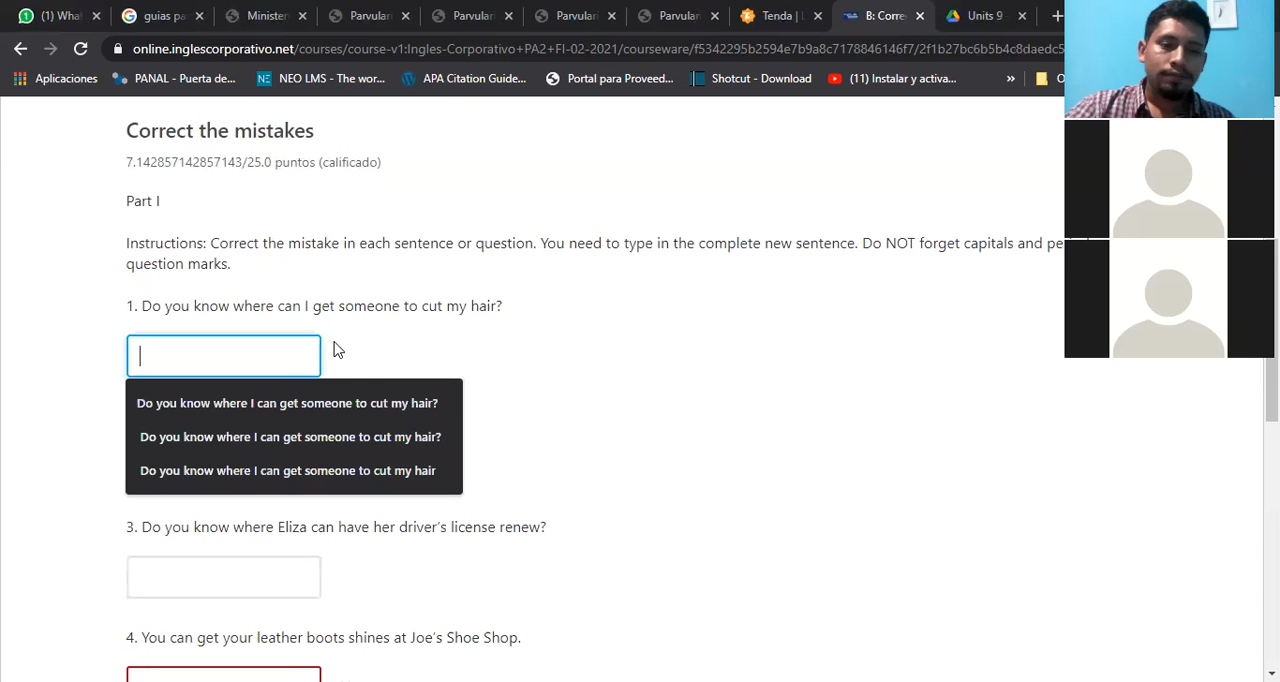 (1) Wha
guias pa
Minister
Parvular
Parvular
Parvular
Parvular
Tenda | L
B: Corre
Units 9
online.inglescorporativo.net/courses/course-v1:Ingles-Corporativo+PA2+FI-02-2021/courseware/f5342295b2594e7b9a8c7178846146f7/2f1b27bc6b5b4c8daedc5
Aplicaciones
PANAL - Puerta de...
NEO LMS - The wor...
APA Citation Guide...
Portal para Proveed...
Shotcut - Download
(11) Instalar y activa...
»
Correct the mistakes
7.142857142857143/25.0 puntos (calificado)
Part I
Instructions: Correct the mistake in each sentence or question. You need to type in the complete new sentence. Do NOT forget capitals and pe
question marks.
1. Do you know where can I get someone to cut my hair?
Do you know where I can get someone to cut my hair?
Do you know where I can get someone to cut my hair?
Do you know where I can get someone to cut my hair
3. Do you know where Eliza can have her driver's license renew?
4. You can get your leather boots shines at Joe's Shoe Shop.